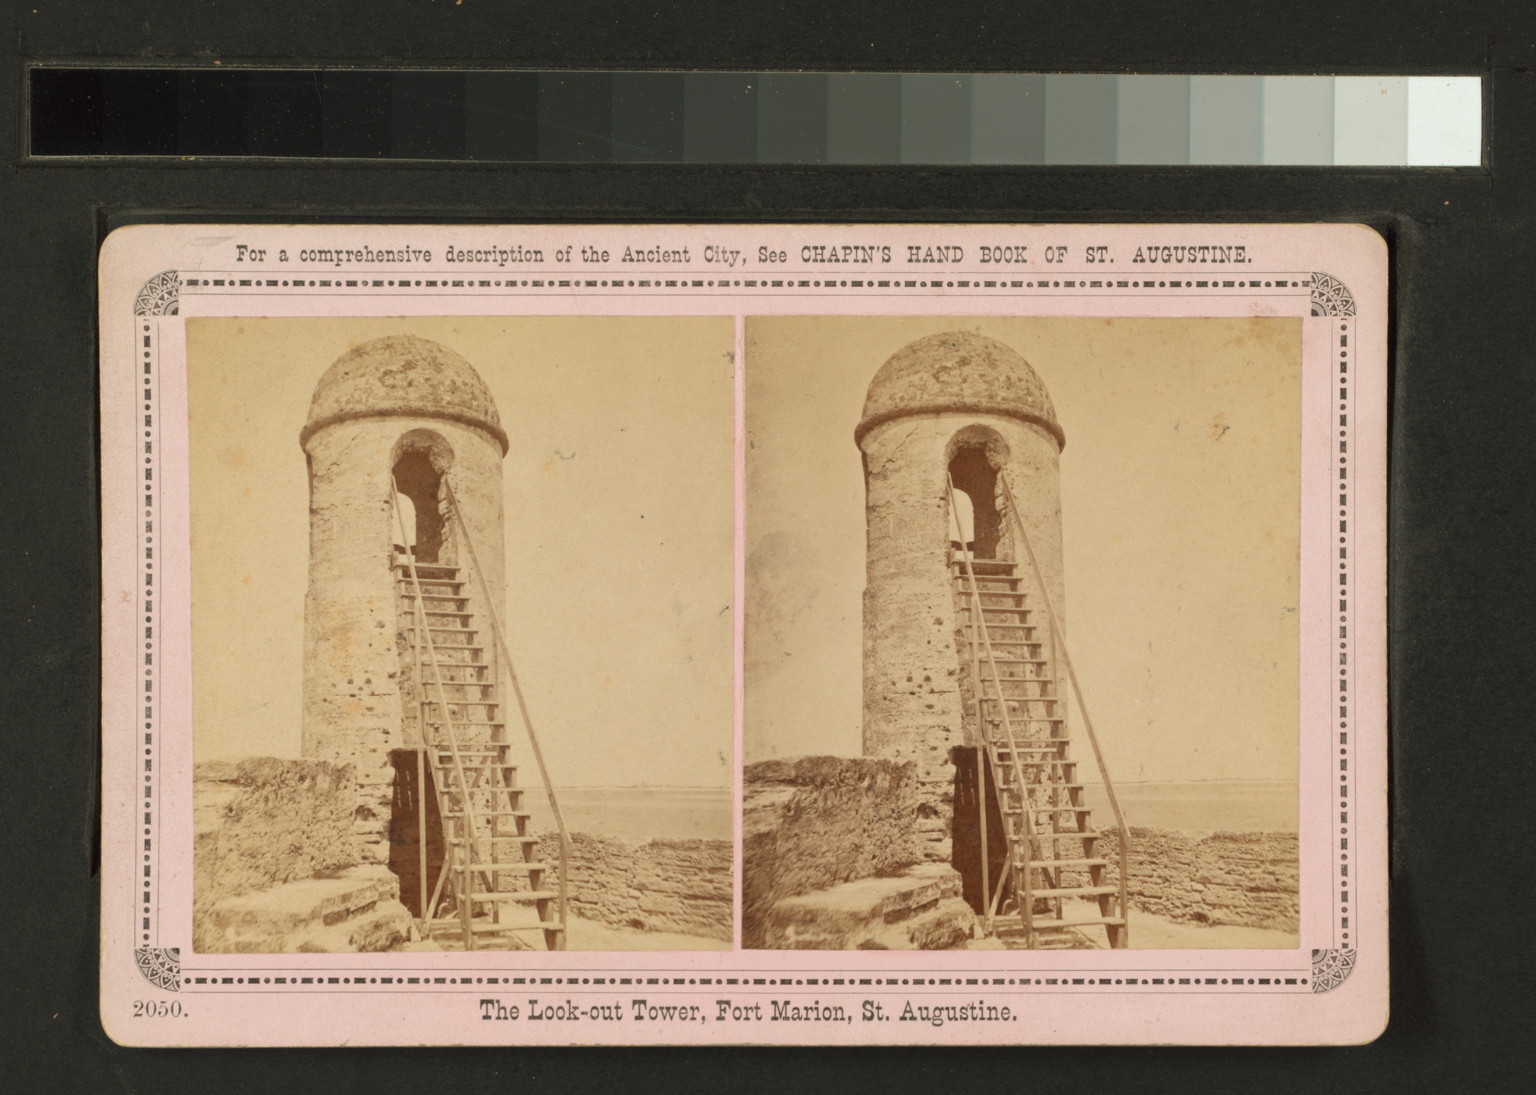 For a comprehensive description of the Ancient City, See CHAPIN'S HAND BOOK OF ST. AUGUSTINE.
2050.
The Look-out Tower, Fort Marion, St. Augustine.